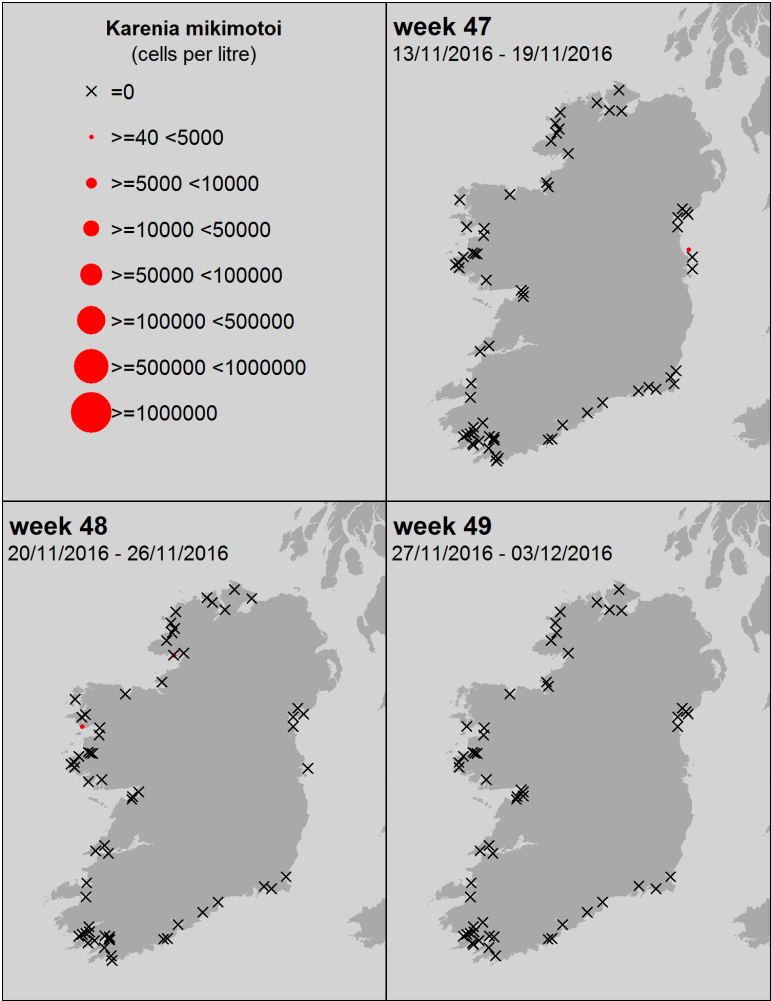 Karenia mikimotoi
(cells per litre)
=0
>=40 <5000
>=5000 <10000
>=10000 <50000
>=50000 <100000
>=100000 <500000
>=500000 <1000000
>=1000000
week 47
13/11/2016 - 19/11/2016
week 48
20/11/2016 - 26/11/2016
week 49
27/11/2016 - 03/12/2016